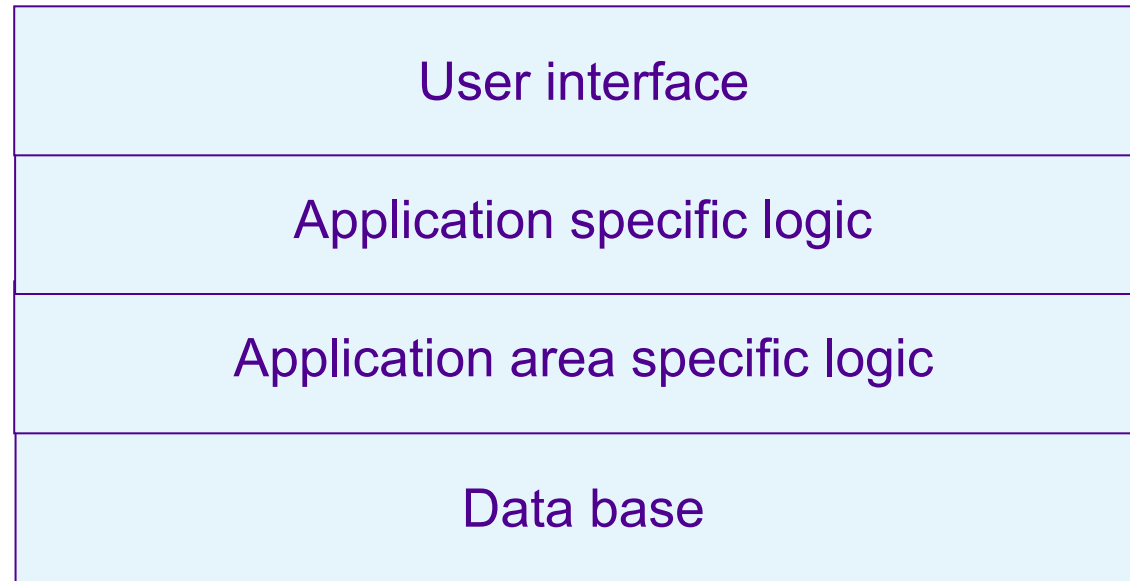 User interface
Application specific logic
Application area specific logic
Data base